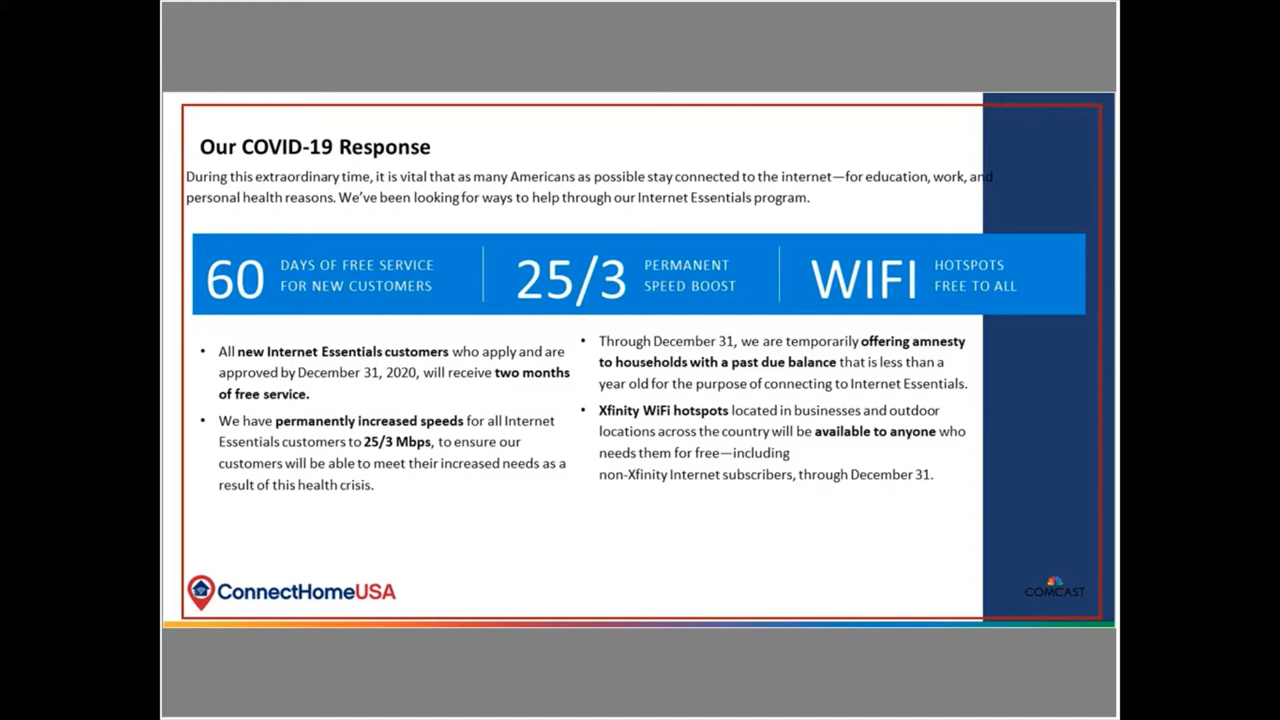 Our COVID-19 Response
During this extraordinary time, it is vital that as many Americans as possible stay connected to the internet—for education, work, and
personal health reasons. We’ve been looking for ways to help through our Internet Essentials program.
60 DAYS OF FREE SERVICE
FOR NEW CUSTOMERS
25/3 PERMANENT
SPEED BOOST
WIFI HOTSPOTS
FREE TO ALL
• All new Internet Essentials customers who apply and are
approved by December 31, 2020, will receive two months
of free service.
• We have permanently increased speeds for all Internet
Essentials customers to 25/3 Mbps, to ensure our
customers will be able to meet their increased needs as a
result of this health crisis.
• Through December 31, we are temporarily offering amnesty
to households with a past due balance that is less than a
year old for the purpose of connecting to Internet Essentials.
• Xfinity WiFi hotspots located in businesses and outdoor
locations across the country will be available to anyone who
needs them for free—including
non-Xfinity Internet subscribers, through December 31.
ConnectHomeUSA
COMCAST